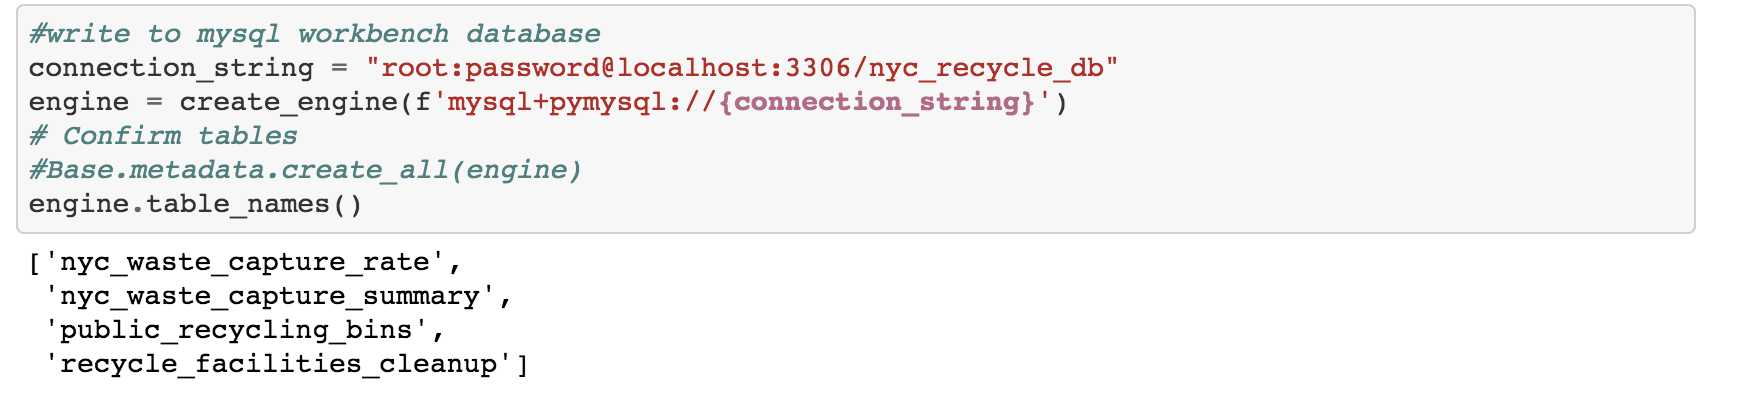 #write to mysql workbench database
connection_string = "root:password@localhost:3306/nyc_recycle_db"
engine = create_engine(f'mysql+pymysql://{connection_string}')
# Confirm tables
#Base.metadata.create_all(engine)
engine.table_names()
['nyc_waste_capture_rate',
 'nyc_waste_capture_summary',
 'public_recycling_bins',
 'recycle_facilities_cleanup']